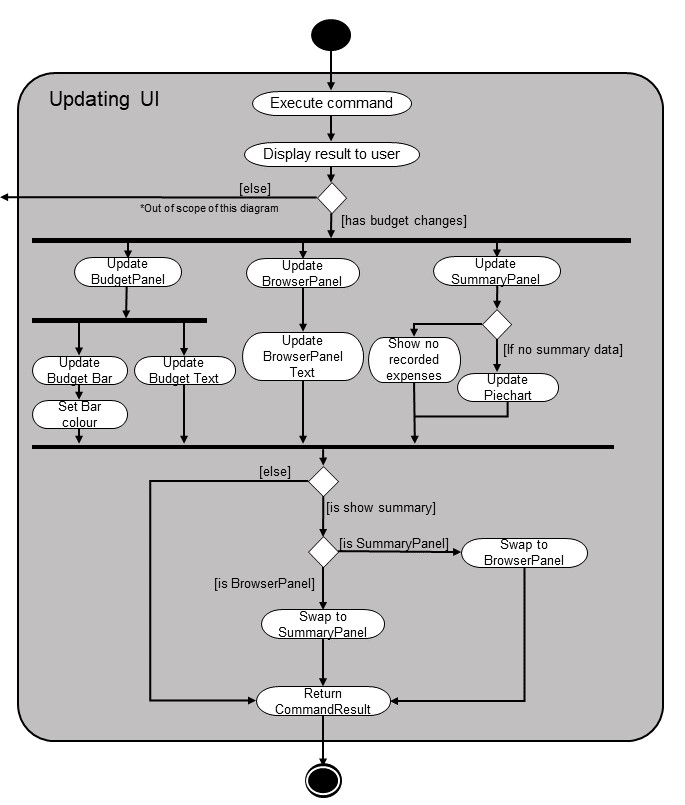 Updating UI
Execute command
Display result to user
[else]
*Out of scope of this diagram
[has budget changes]
Update
BudgetPanel
Update
BrowserPanel
Update
SummaryPanel
Update
Budget Bar
Update
Budget Text
Update
BrowserPanel
Text
Show no
recorded
expenses
[If no summary data]
Update
Piechart
Set Bar
colour
[else]
[is show summary]
[is SummaryPanel]
Swap to
BrowserPanel
[is BrowserPanel]
Swap to
SummaryPanel
Return
CommandResult